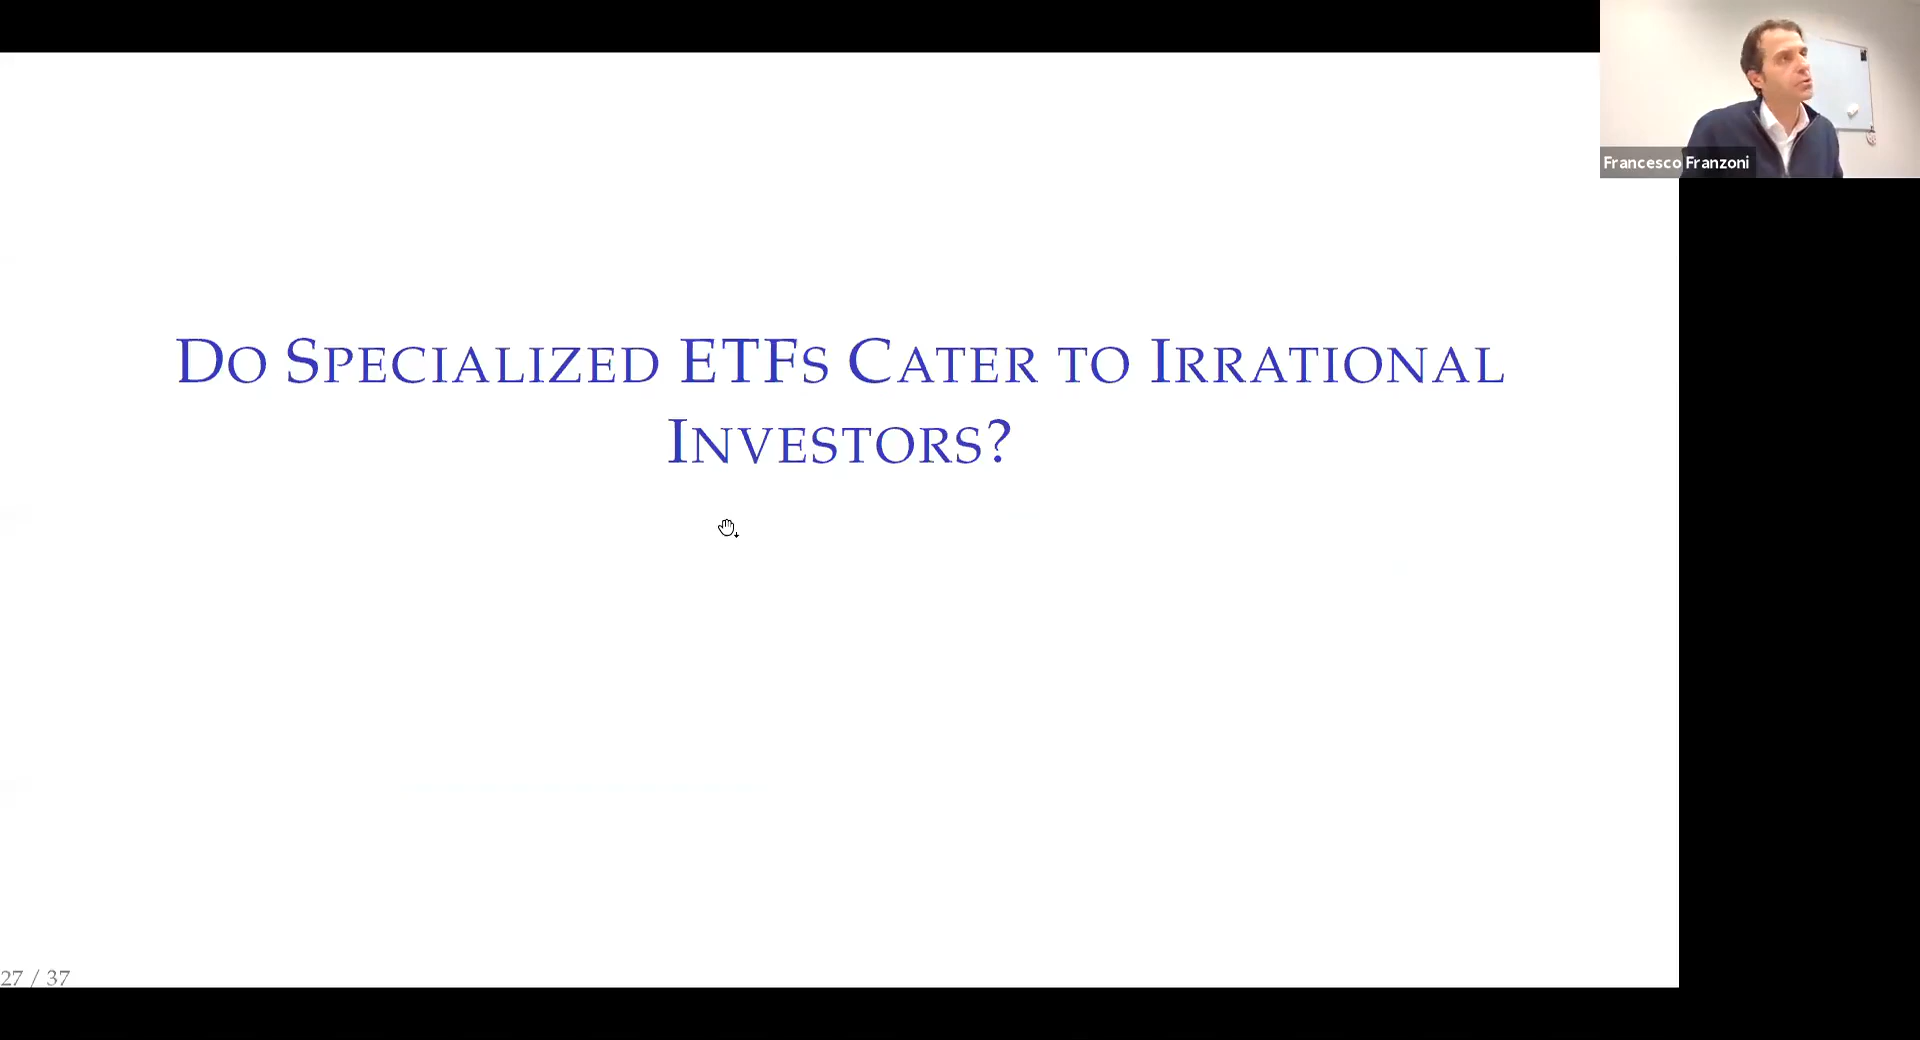 Francesco Franzoni
Do Specialized ETFs Cater to Irrational
Investors?
27 / 37